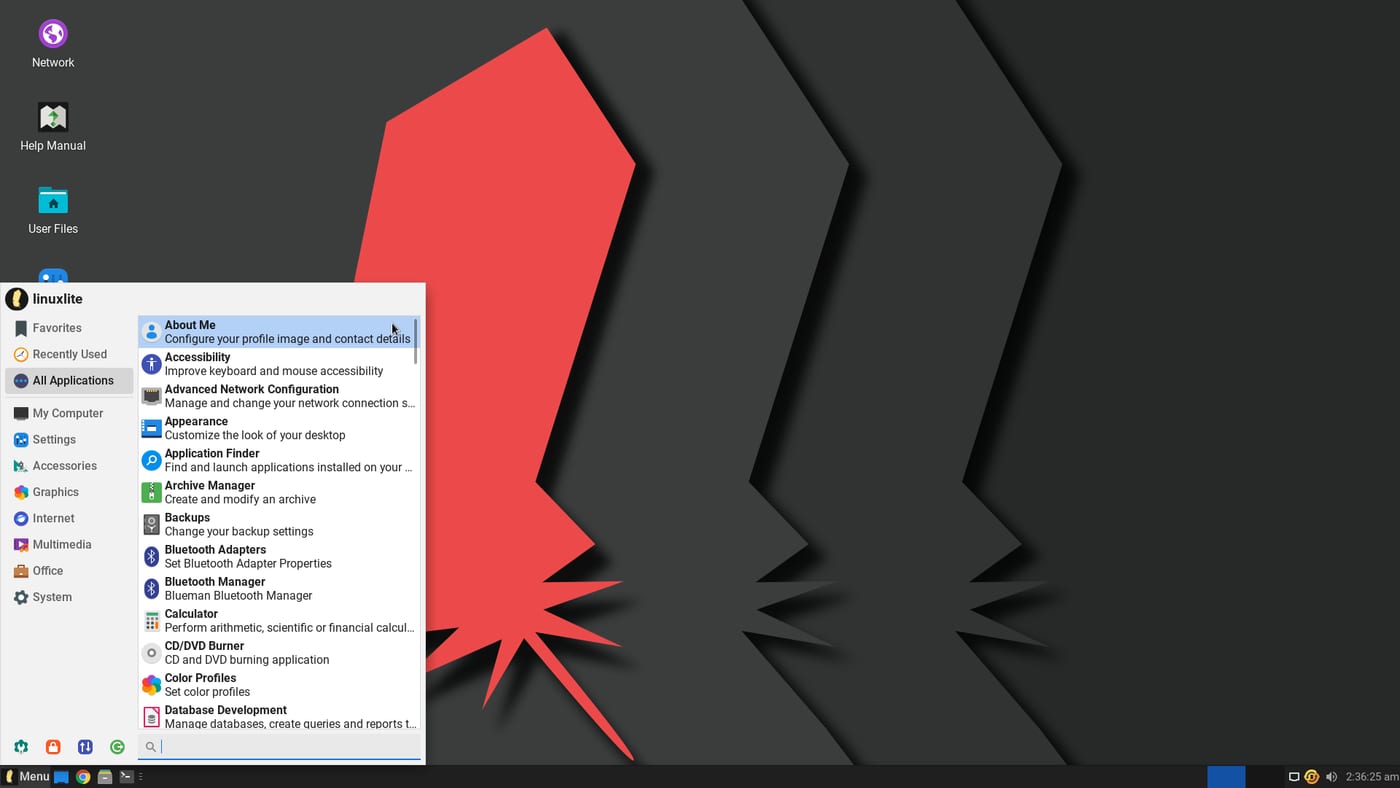 Network
Help Manual
User Files
linuxlite
Favorites
Recently Used
All Applications
My Computer
Settings
Accessories
Graphics
Internet
Multimedia
Office
System
About Me
Configure your profile image and contact details
Accessibility
Improve keyboard and mouse accessibility
Advanced Network Configuration
Manage and change your network connection s...
Appearance
Customize the look of your desktop
Application Finder
Find and launch applications installed on your ...
Archive Manager
Create and modify an archive
Backups
Change your backup settings
Bluetooth Adapters
Set Bluetooth Adapter Properties
Bluetooth Manager
Blueman Bluetooth Manager
Calculator
Perform arithmetic, scientific or financial calcul...
CD/DVD Burner
CD and DVD burning application
Color Profiles
Set color profiles
Database Development
Manage databases, create queries and reports t...
Menu
2:36:25 am